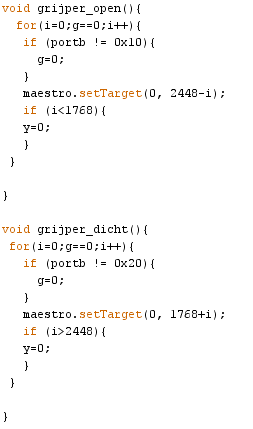 void grijper_open(){
  for(i=0;g==0;i++){
   if (portb != 0x10){
     g=0;
   }
   maestro.setTarget(0, 2448-i);
   if (i<1768){
   y=0;
   }
 }

}

void grijper_dicht(){
 for(i=0;g==0;i++){
   if (portb != 0x20){
     g=0;
   }
   maestro.setTarget(0, 1768+i);
   if (i>2448){
   y=0;
   }
 }

}